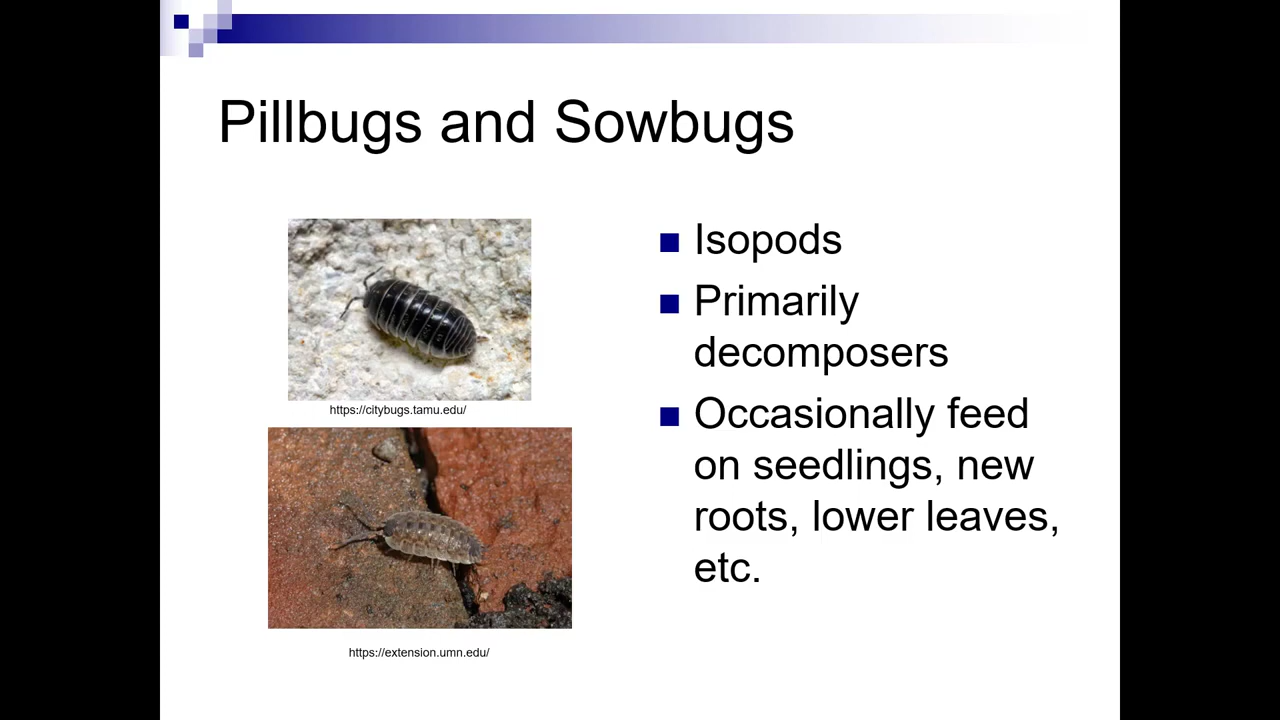 Pillbugs and Sowbugs
https://citybugs.tamu.edu/
https://extension.umn.edu/
Isopods
Primarily
decomposers
Occasionally feed
on seedlings, new
roots, lower leaves,
etc.